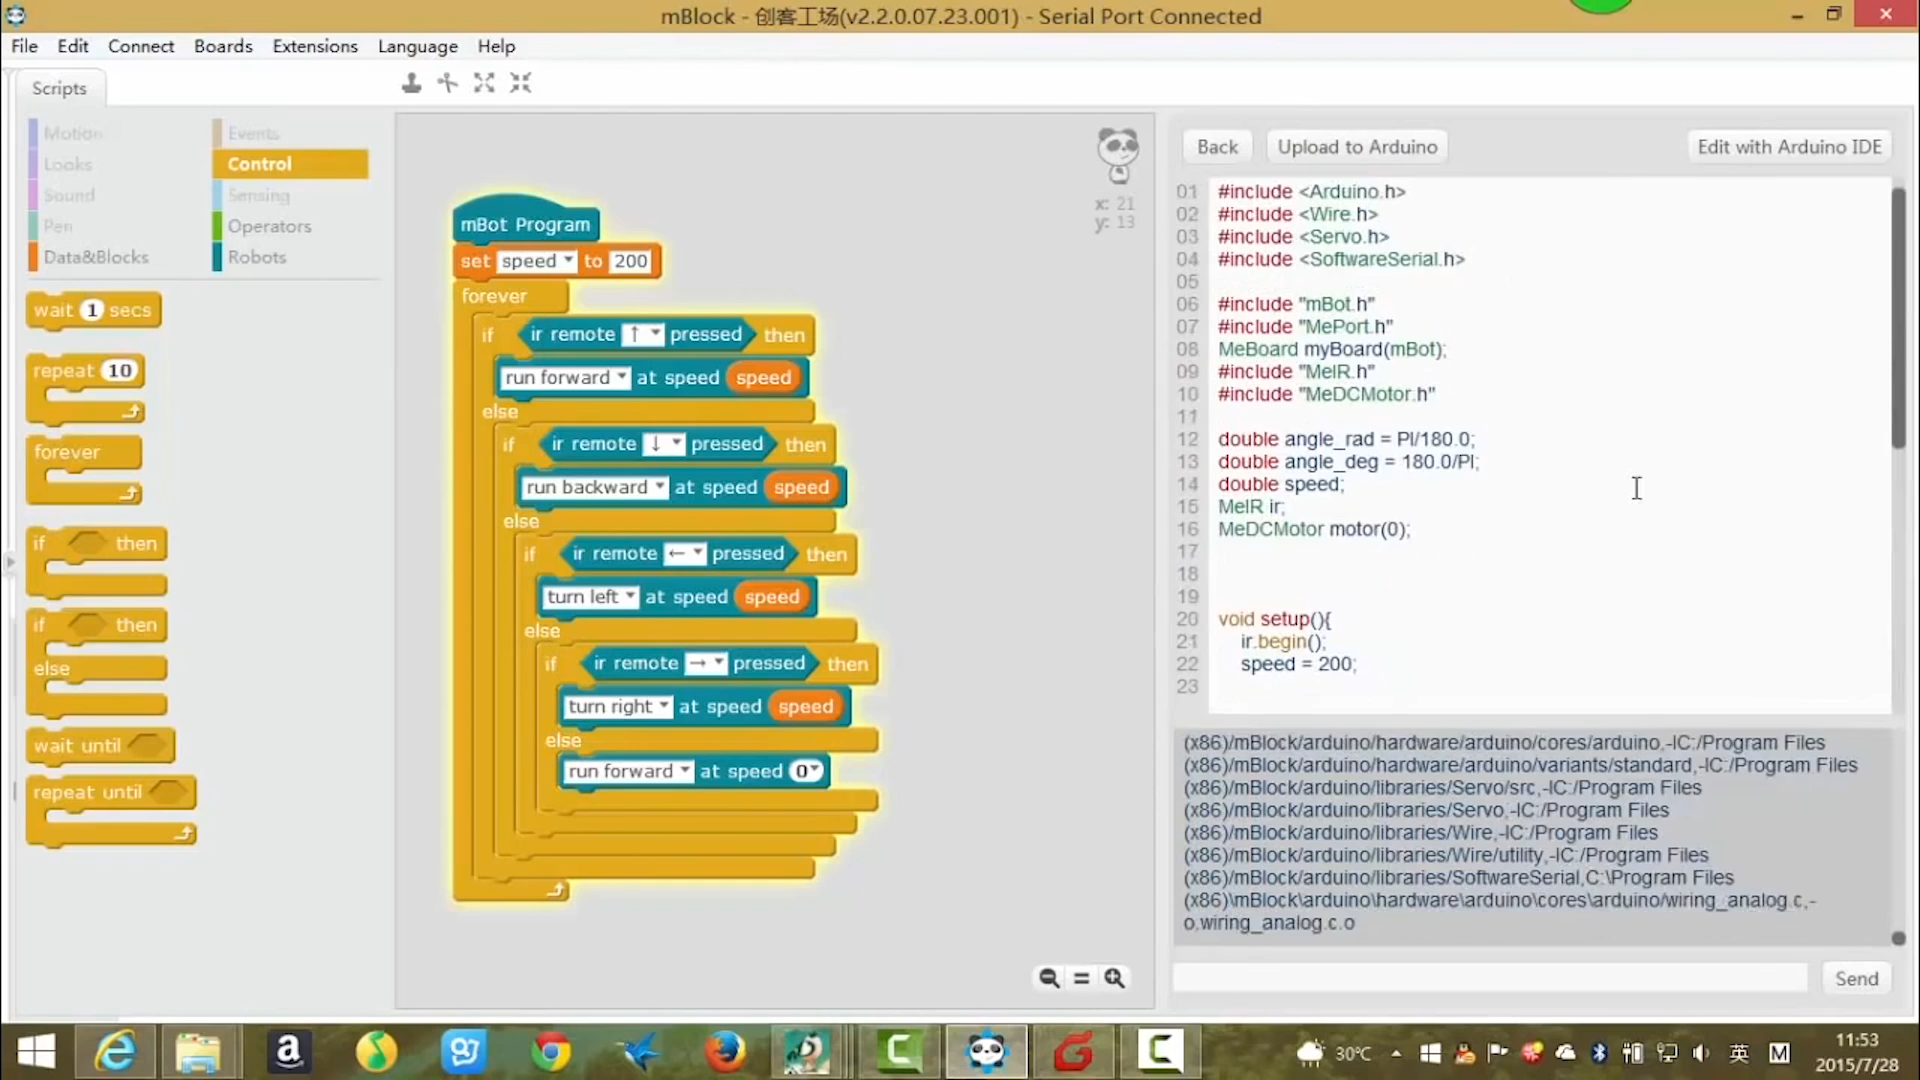 mBlock - 创客工场(v2.2.0.07.23.001) - Serial Port Connected
File Edit Connect Boards Extensions Language Help
Scripts
Motion Events
Looks Control
Sound Sensing
Pen Operators
Data&Blocks Robots
wait 1 secs
repeat 10
forever
if then
if then
else
wait until
repeat until
x: 21
y: 13
mBot Program
set speed to 200
forever
if ir remote ↑ pressed then
run forward at speed speed
else
if ir remote ↓ pressed then
run backward at speed speed
else
if ir remote ← pressed then
turn left at speed speed
else
if ir remote → pressed then
turn right at speed speed
else
run forward at speed 0
Back Upload to Arduino Edit with Arduino IDE
01 #include <Arduino.h>
02 #include <Wire.h>
03 #include <Servo.h>
04 #include <SoftwareSerial.h>
05
06 #include "mBot.h"
07 #include "MePort.h"
08 MeBoard myBoard(mBot);
09 #include "MeIR.h"
10 #include "MeDCMotor.h"
11
12 double angle_rad = PI/180.0;
13 double angle_deg = 180.0/PI;
14 double speed;
15 MeIR ir;
16 MeDCMotor motor(0);
17
18
19
20 void setup(){
21 ir.begin();
22 speed = 200;
23
(x86)/mBlock/arduino/hardware/arduino/cores/arduino,-IC:/Program Files
(x86)/mBlock/arduino/hardware/arduino/variants/standard,-IC:/Program Files
(x86)/mBlock/arduino/libraries/Servo/src,-IC:/Program Files
(x86)/mBlock/arduino/libraries/Servo,-IC:/Program Files
(x86)/mBlock/arduino/libraries/Wire,-IC:/Program Files
(x86)/mBlock/arduino/libraries/Wire/utility,-IC:/Program Files
(x86)/mBlock/arduino/libraries/SoftwareSerial,C:\Program Files
(x86)\mBlock\arduino\hardware\arduino\cores\arduino/wiring_analog.c,-
o,wiring_analog.c.o
Send
30℃
英
M
11:53
2015/7/28